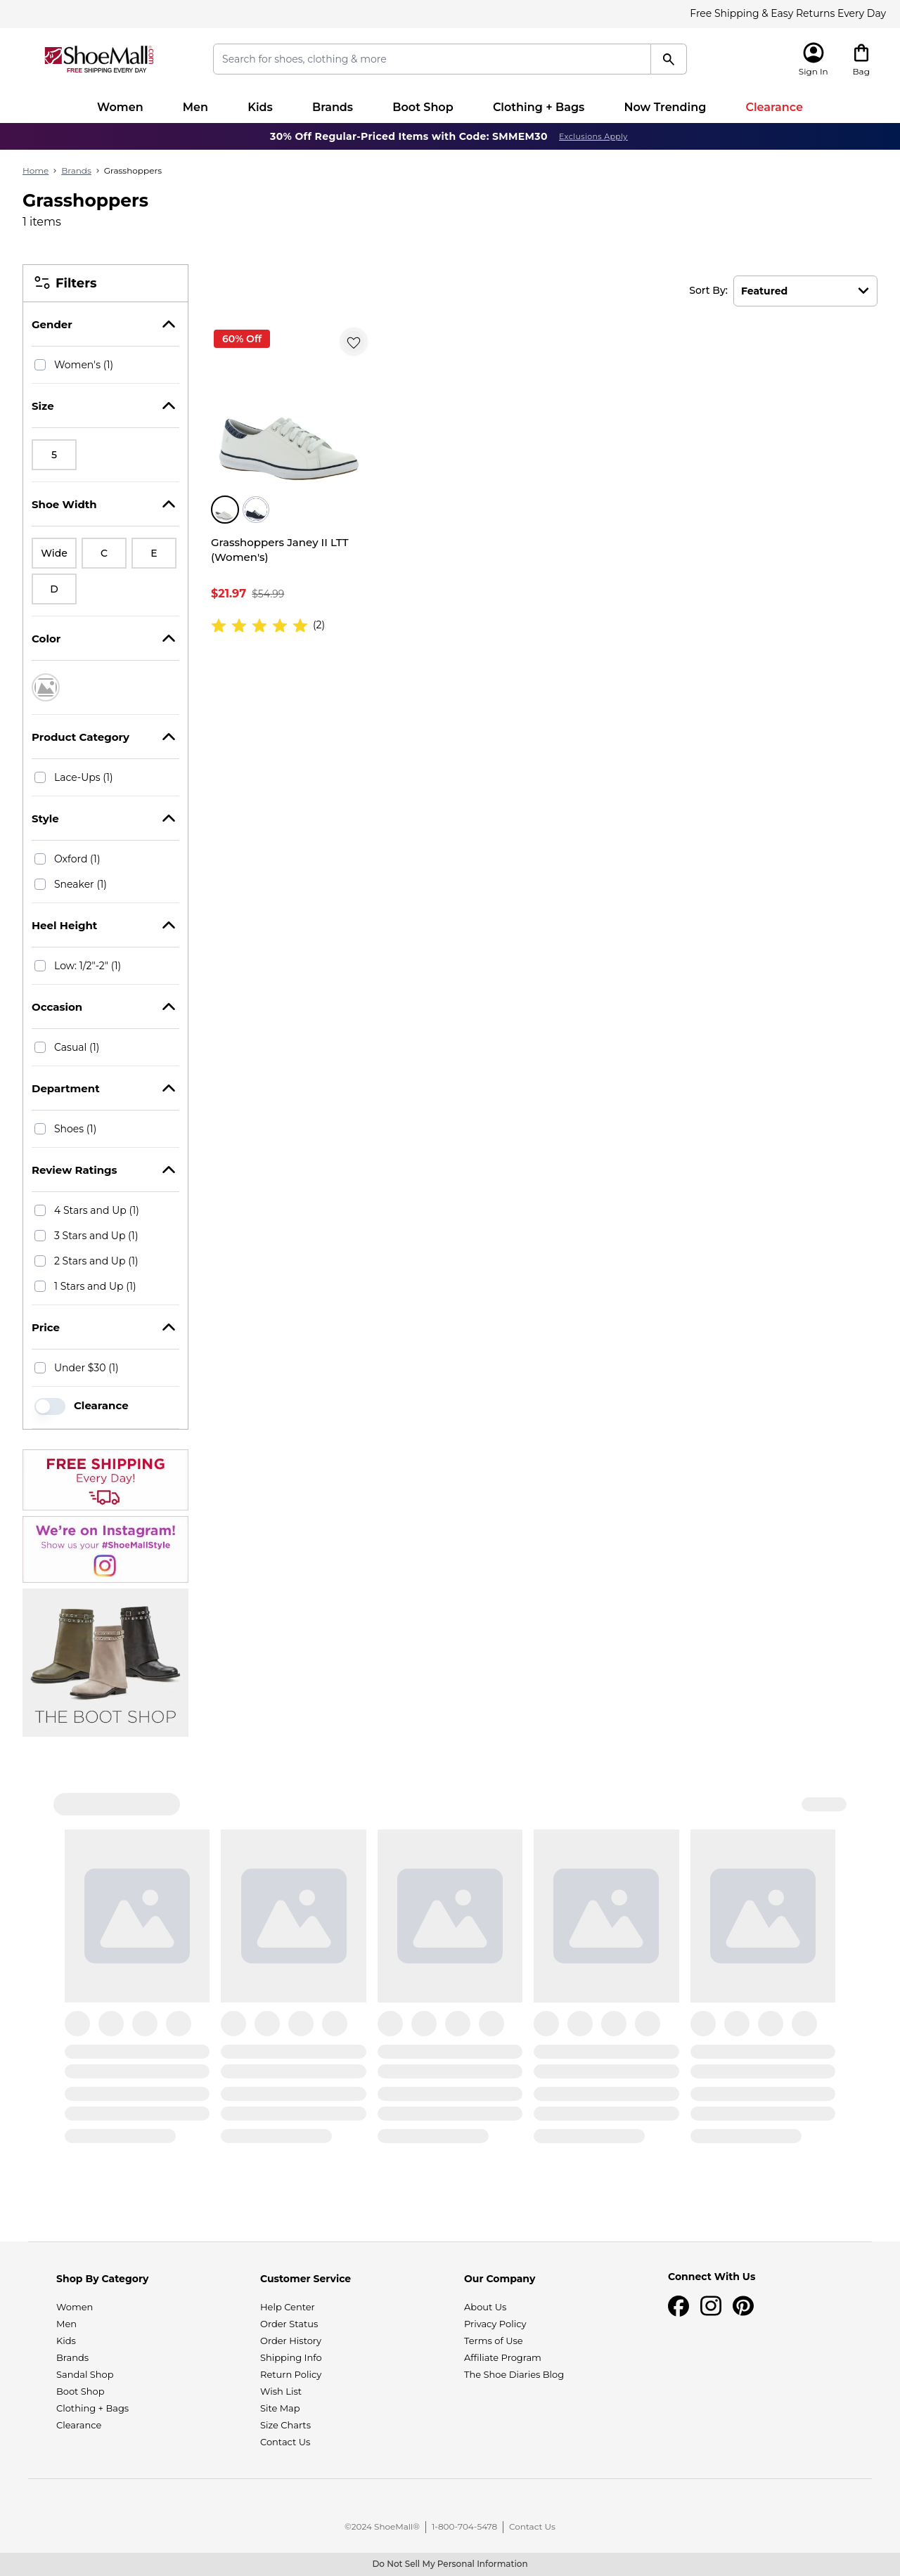 Free Shipping & Easy Returns Every Day
ShoeMall.com
FREE SHIPPING EVERY DAY
Search for shoes, clothing & more
Sign In
Bag
Women Men Kids Brands Boot Shop Clothing + Bags Now Trending Clearance
30% Off Regular-Priced Items with Code: SMMEM30 Exclusions Apply
Home › Brands › Grasshoppers
Grasshoppers
1 items
Filters
Sort By: Featured
Gender
Women's (1)
Size
5
Shoe Width
Wide C E
D
Color
Product Category
Lace-Ups (1)
Style
Oxford (1)
Sneaker (1)
Heel Height
Low: 1/2"-2" (1)
Occasion
Casual (1)
Department
Shoes (1)
Review Ratings
4 Stars and Up (1)
3 Stars and Up (1)
2 Stars and Up (1)
1 Stars and Up (1)
Price
Under $30 (1)
Clearance
60% Off
Grasshoppers Janey II LTT
(Women's)
$21.97 $54.99
(2)
FREE SHIPPING
Every Day!
We're on Instagram!
Show us your #ShoeMallStyle
THE BOOT SHOP
Shop By Category
Women
Men
Kids
Brands
Sandal Shop
Boot Shop
Clothing + Bags
Clearance
Customer Service
Help Center
Order Status
Order History
Shipping Info
Return Policy
Wish List
Site Map
Size Charts
Contact Us
Our Company
About Us
Privacy Policy
Terms of Use
Affiliate Program
The Shoe Diaries Blog
Connect With Us
©2024 ShoeMall® 1-800-704-5478 Contact Us
Do Not Sell My Personal Information